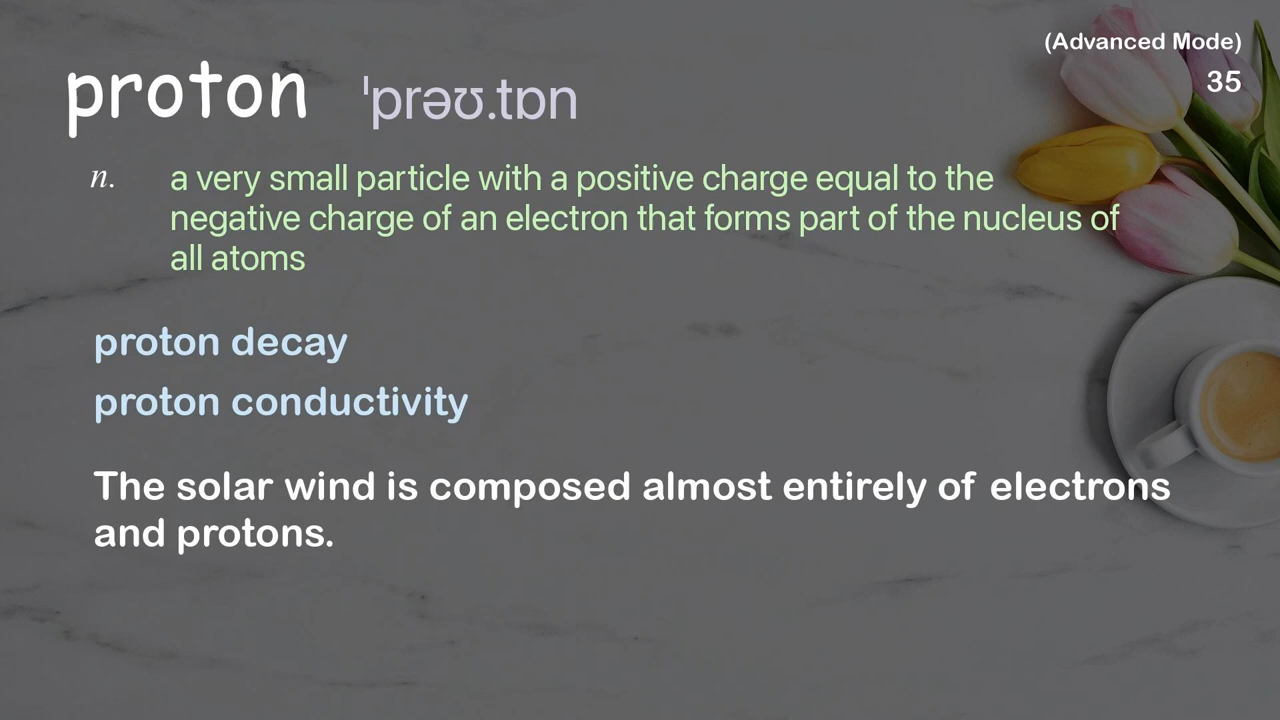 (Advanced Mode)
35
proton ˈprəʊ.tɒn
n. a very small particle with a positive charge equal to the
negative charge of an electron that forms part of the nucleus of
all atoms
proton decay
proton conductivity
The solar wind is composed almost entirely of electrons
and protons.